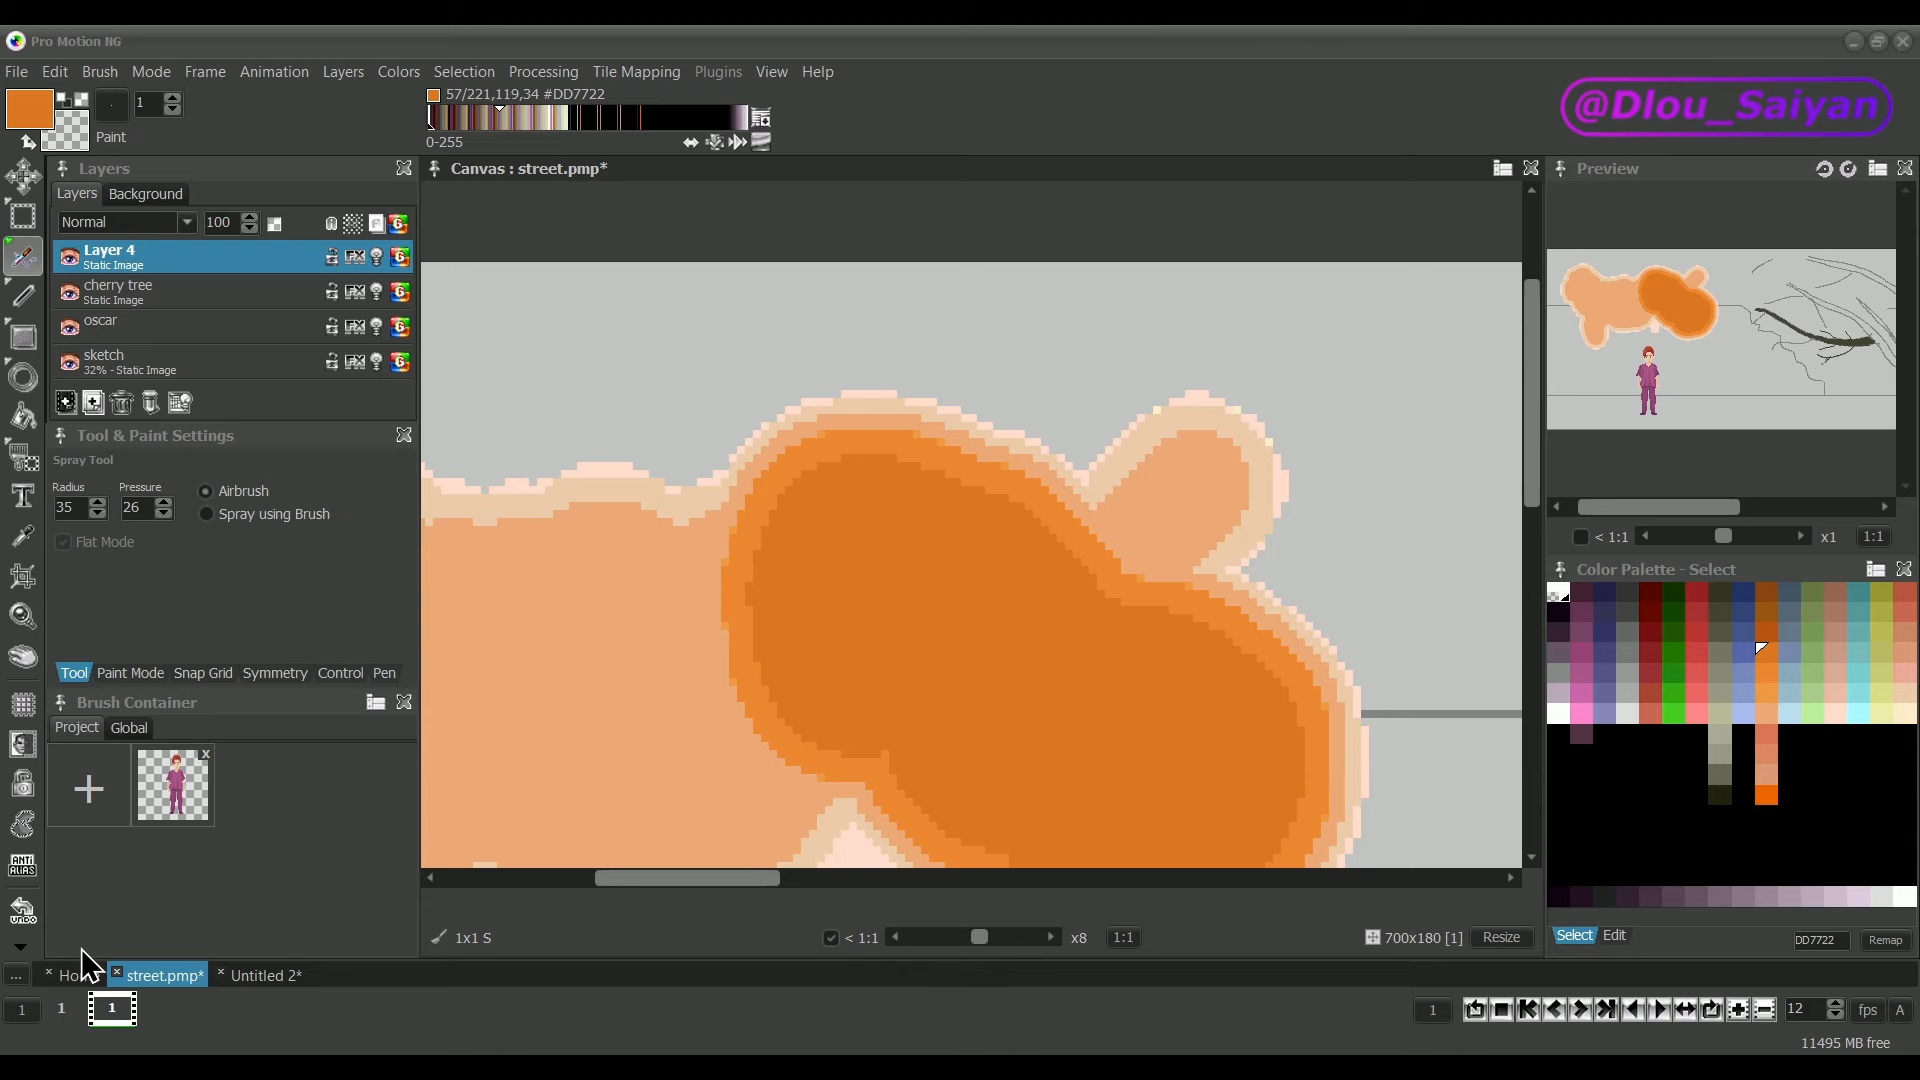 Pro Motion NG
File Edit Brush Mode Frame Animation Layers Colors Selection Processing Tile Mapping Plugins View Help
@Dlou_Saiyan
57/221,119,34 #DD7722
1
Paint
0-255
Layers
Canvas : street.pmp*
Preview
Layers Background
Normal 100
Layer 4
Static Image
cherry tree
Static Image
oscar
sketch
32% - Static Image
Tool & Paint Settings
Spray Tool
Radius Pressure
35 26
Airbrush
Spray using Brush
Flat Mode
Tool Paint Mode Snap Grid Symmetry Control Pen
Brush Container
Project Global
x
ANTI
ALIAS
UNDO
< 1:1 x1 1:1
Color Palette - Select
Select Edit DD7722 Remap
1x1 S < 1:1 x8 1:1 700x180 [1] Resize
... Ho street.pmp* Untitled 2*
1 1 1 1 12 fps A
11495 MB free